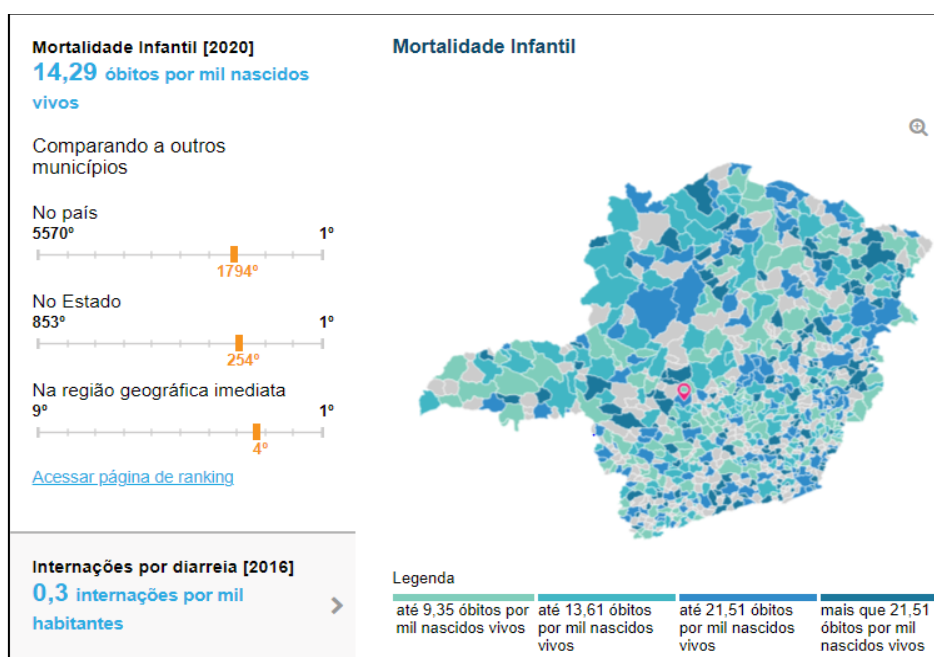 Mortalidade Infantil [2020]
14,29 óbitos por mil nascidos
vivos
Comparando a outros
municípios
No país
5570º 1º
1794º
No Estado
853º 1º
254º
Na região geográfica imediata
9º 1º
4º
Acessar página de ranking
Internações por diarreia [2016]
0,3 internações por mil
habitantes
Mortalidade Infantil
Legenda
até 9,35 óbitos por
mil nascidos vivos
até 13,61 óbitos
por mil nascidos
vivos
até 21,51 óbitos
por mil nascidos
vivos
mais que 21,51
óbitos por mil
nascidos vivos